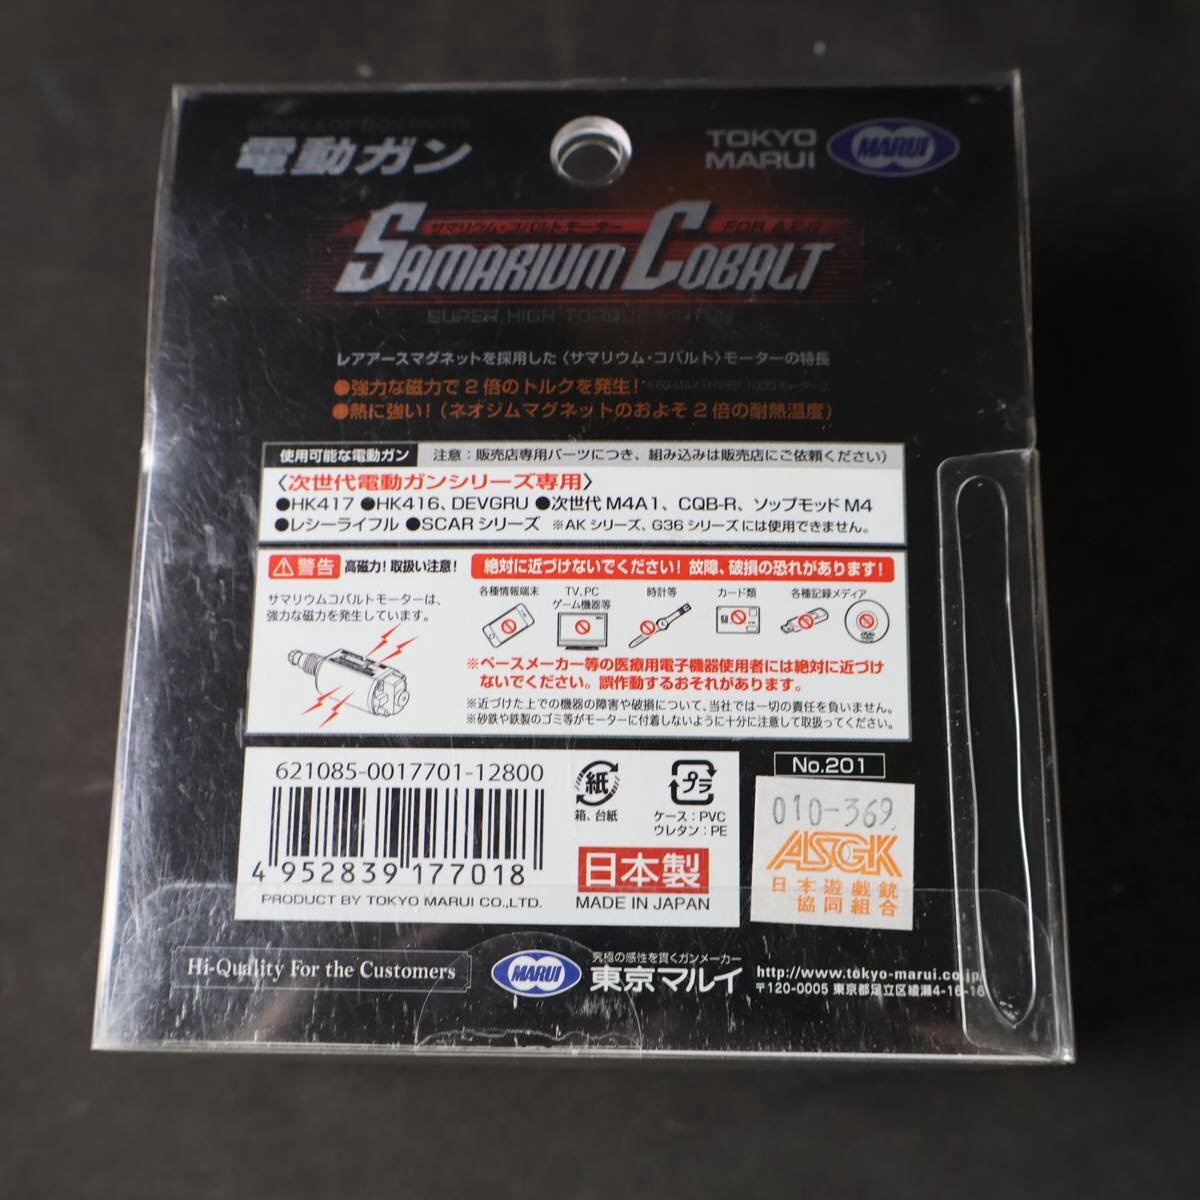 電動ガン
TOKYO
MARUI
MARUI
サマリウム・コバルトモーター FOR A.E.G
SAMARIUM COBALT
SUPER HIGH TORQUE MOTOR
レアアースマグネットを採用した〈サマリウム・コバルト〉モーターの特長
●強力な磁力で2倍のトルクを発生!
●熱に強い!(ネオジムマグネットのおよそ2倍の耐熱温度)
使用可能な電動ガン 注意:販売店専用パーツにつき、組み込みは販売店にご依頼ください)
〈次世代電動ガンシリーズ専用〉
●HK417 ●HK416、DEVGRU ●次世代M4A1、CQB-R、ソップモッドM4
●レシーライフル ●SCARシリーズ ※AKシリーズ、G36シリーズには使用できません。
警告 高磁力!取扱い注意!
サマリウムコバルトモーターは、
強力な磁力を発生しています。
絶対に近づけないでください!故障、破損の恐れがあります!
各種情報端末 TV、PC ゲーム機器等 時計等 カード類 各種記録メディア
※ペースメーカー等の医療用電子機器使用者には絶対に近づけ
ないでください。誤作動するおそれがあります。
※近づけた上での機器の障害や破損について、当社では一切の責任を負いません。
※砂鉄や鉄製のゴミ等がモーターに付着しないように十分に注意して取扱ってください。
621085-0017701-12800
4 952839 177018
PRODUCT BY TOKYO MARUI CO.,LTD.
紙
箱、台紙
プラ
ケース:PVC
ウレタン:PE
日本製
MADE IN JAPAN
No.201
010-369
ASGK
日本遊戯銃
協同組合
Hi-Quality For the Customers
MARUI
究極の感性を貫くガンメーカー
東京マルイ
http://www.tokyo-marui.co.jp/
〒120-0005 東京都足立区綾瀬4-16-16